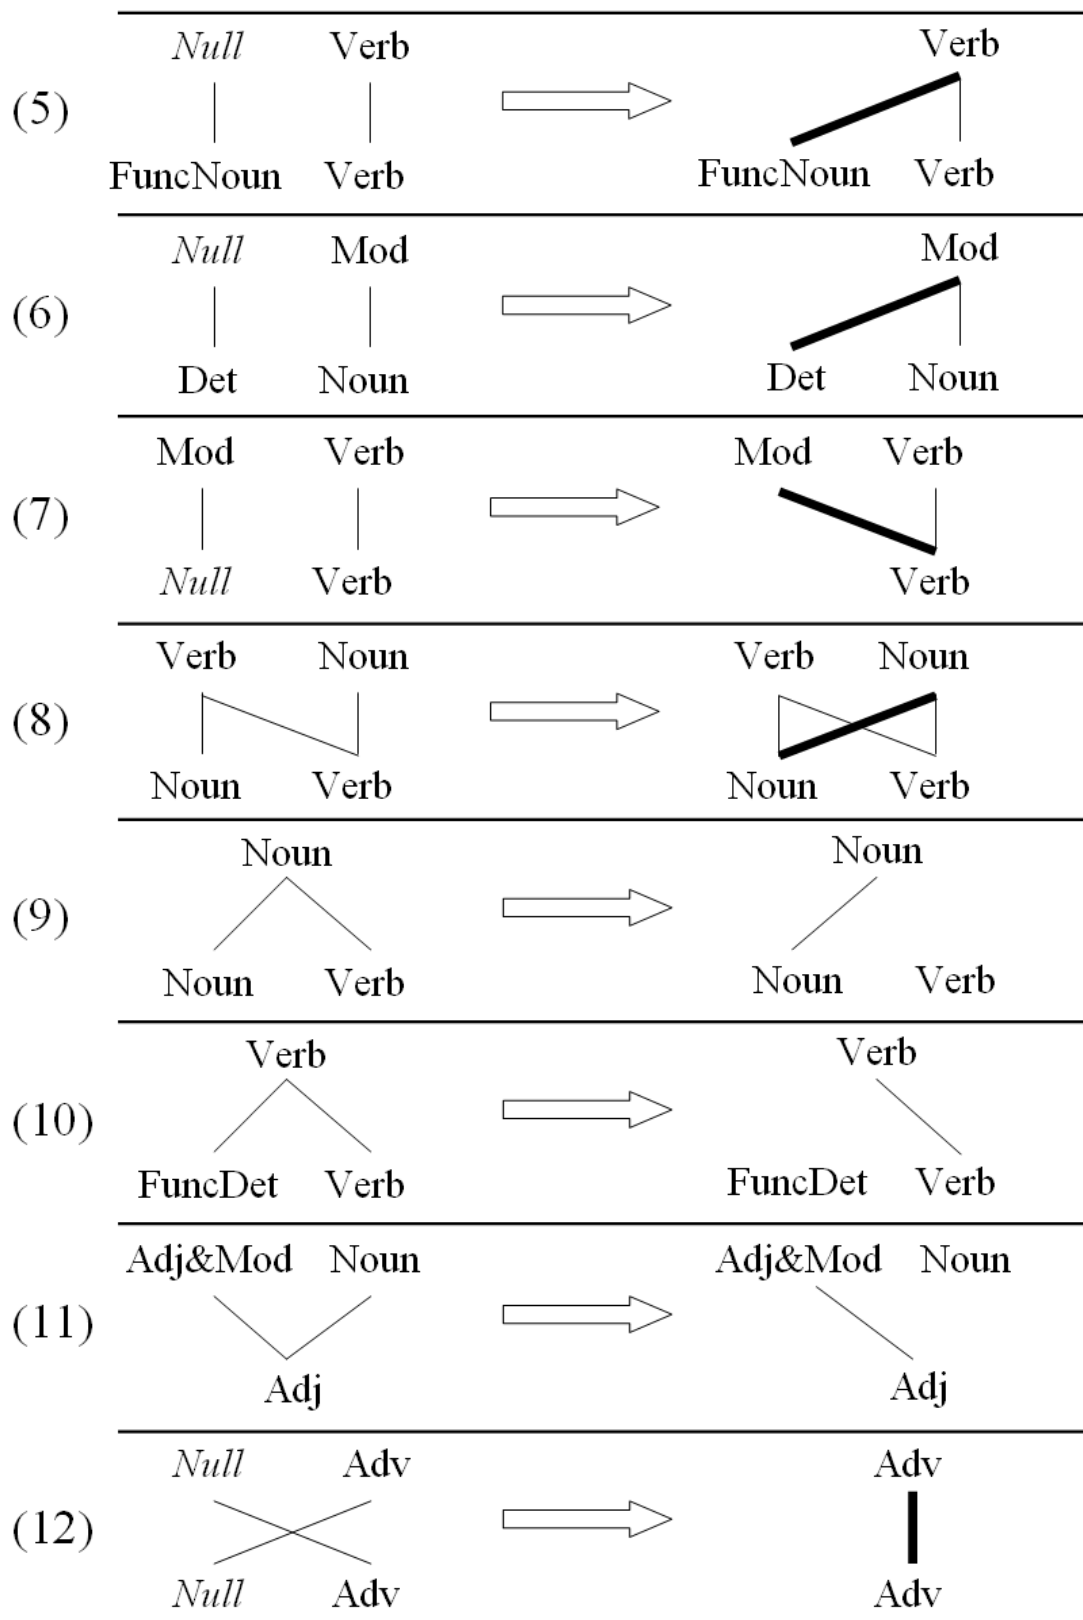 Null Verb Verb
(5)
FuncNoun Verb FuncNoun Verb
Null Mod Mod
(6)
Det Noun Det Noun
Mod Verb Mod Verb
(7)
Null Verb Verb
Verb Noun Verb Noun
(8)
Noun Verb Noun Verb
Noun Noun
(9)
Noun Verb Noun Verb
Verb Verb
(10)
FuncDet Verb FuncDet Verb
Adj&Mod Noun Adj&Mod Noun
(11)
Adj Adj
Null Adv Adv
(12)
Null Adv Adv